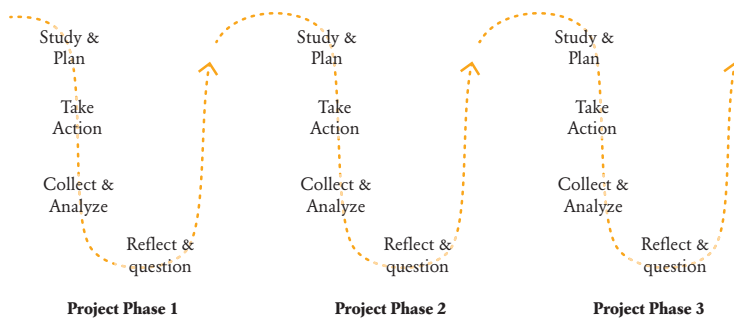 Study &
Plan
Take
Action
Collect &
Analyze
Reflect &
question
Project Phase 1
Study &
Plan
Take
Action
Collect &
Analyze
Reflect &
question
Project Phase 2
Study &
Plan
Take
Action
Collect &
Analyze
Reflect &
question
Project Phase 3